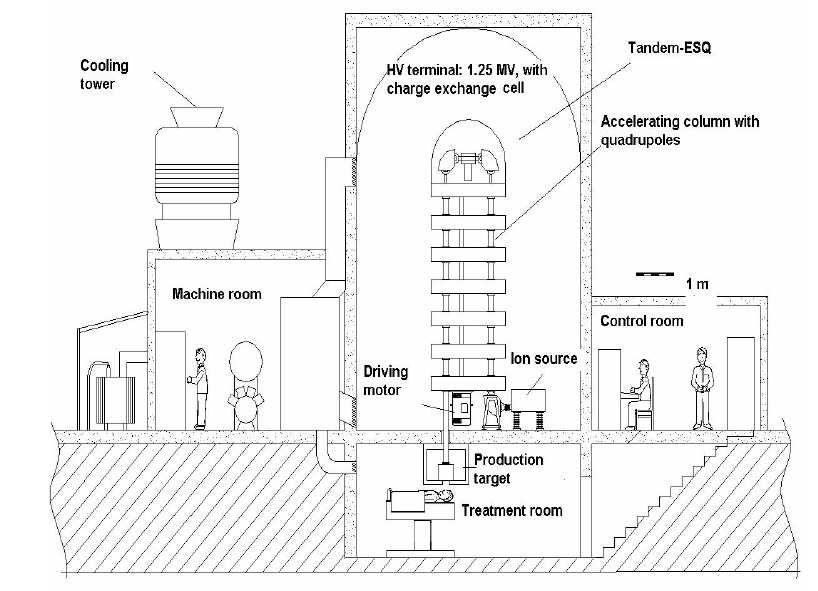 Cooling
tower
HV terminal: 1.25 MV, with
charge exchange cell
Tandem-ESQ
Accelerating column with
quadrupoles
1 m
Machine room
Control room
Driving
motor
Ion source
Production
target
Treatment room